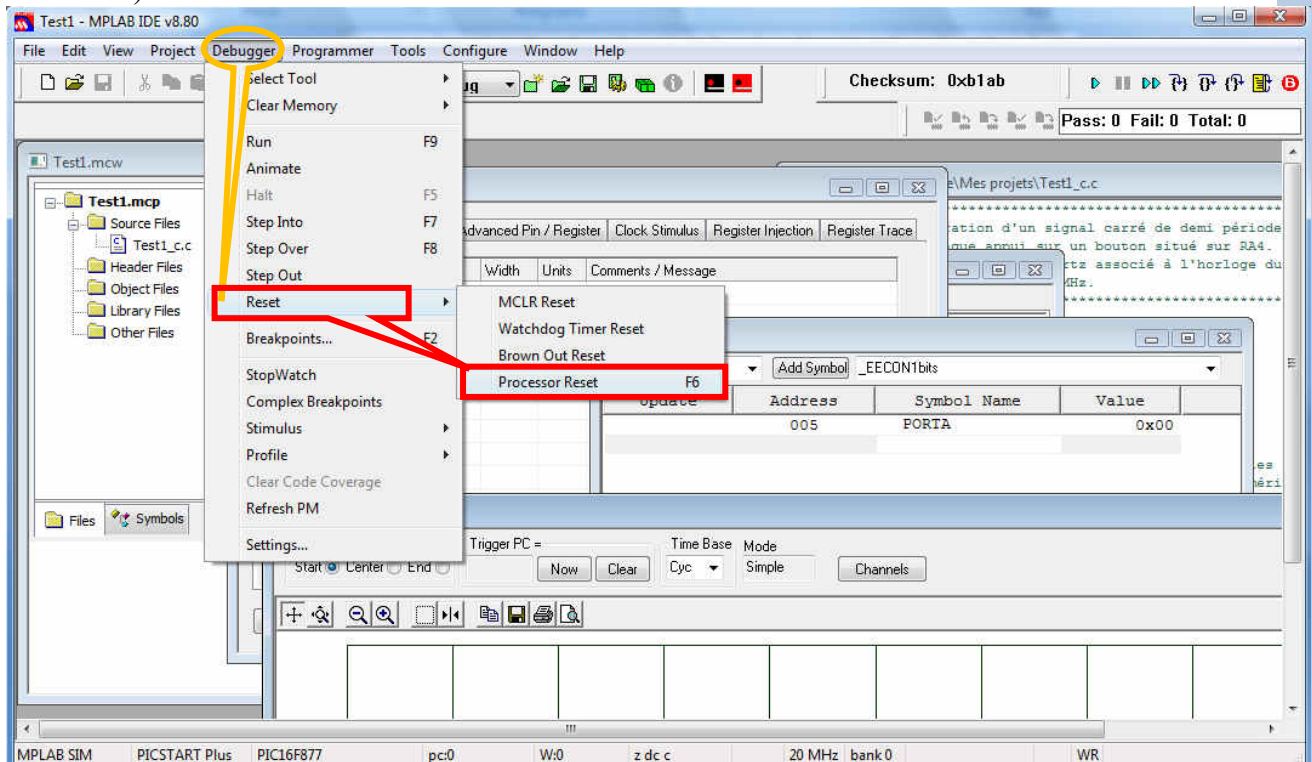 Test1 - MPLAB IDE v8.80
File Edit View Project Debugger Programmer Tools Configure Window Help
Checksum: 0xb1ab
Pass: 0 Fail: 0 Total: 0
Select Tool
Clear Memory
Run F9
Animate
Halt F5
Step Into F7
Step Over F8
Step Out
Reset
Breakpoints... F2
StopWatch
Complex Breakpoints
Stimulus
Profile
Clear Code Coverage
Refresh PM
Settings...
MCLR Reset
Watchdog Timer Reset
Brown Out Reset
Processor Reset F6
Test1.mcw
Test1.mcp
Source Files
Test1_c.c
Header Files
Object Files
Library Files
Other Files
Files Symbols
Advanced Pin / Register Clock Stimulus Register Injection Register Trace
Width Units Comments / Message
\Mes projets\Test1_c.c
d'un signal carré de demi période
appui sur un bouton situé sur RA4.
associé à l'horloge du
MHz.
Add Symbol _EECON1bits
Update Address Symbol Name Value
005 PORTA 0x00
Trigger PC = Time Base Mode
Start Center End Now Clear Cyc Simple Channels
MPLAB SIM PICSTART Plus PIC16F877 pc:0 W:0 z dc c 20 MHz bank 0 WR